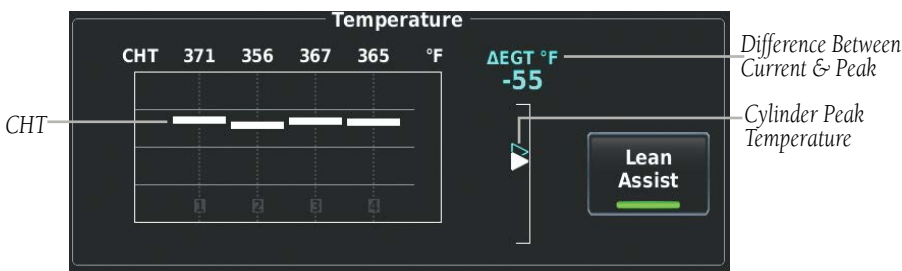 Temperature
CHT 371 356 367 365 °F
ΔEGT °F
-55
Difference Between
Current & Peak
CHT
Cylinder Peak
Temperature
Lean
Assist
1 2 3 4